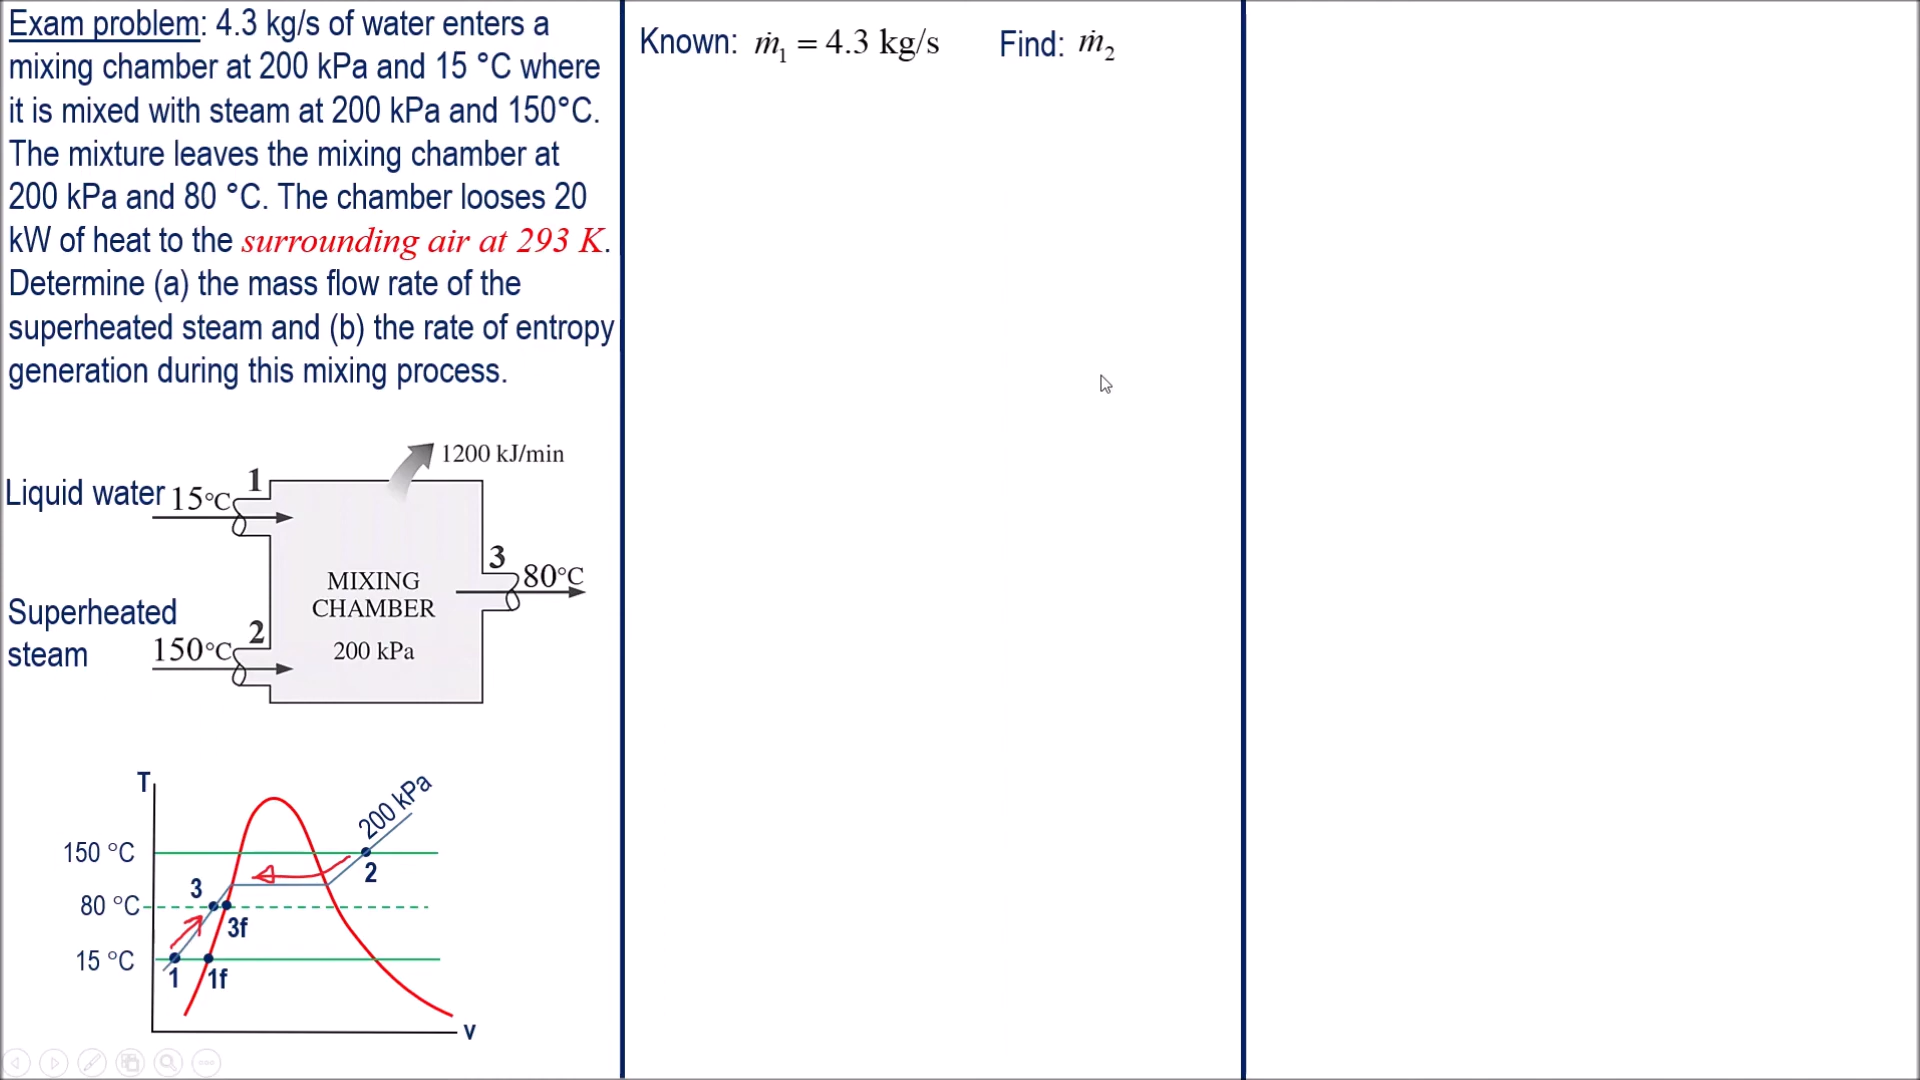 Exam problem: 4.3 kg/s of water enters a
mixing chamber at 200 kPa and 15 °C where
it is mixed with steam at 200 kPa and 150°C.
The mixture leaves the mixing chamber at
200 kPa and 80 °C. The chamber looses 20
kW of heat to the surrounding air at 293 K.
Determine (a) the mass flow rate of the
superheated steam and (b) the rate of entropy
generation during this mixing process.
1200 kJ/min
1
Liquid water 15°C
3
80°C
MIXING
CHAMBER
200 kPa
Superheated
steam
2
150°C
T
200 kPa
150 °C
2
3
80 °C
3f
15 °C
1
1f
v
Known: ṁ₁ = 4.3 kg/s
Find: ṁ₂